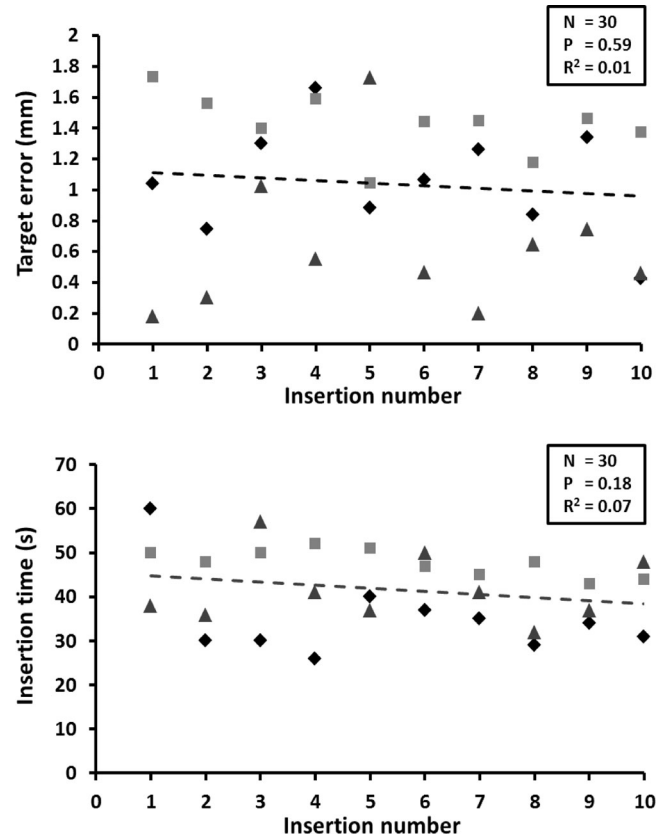 N = 30
P = 0.59
R² = 0.01
Target error (mm)
2
1.8
1.6
1.4
1.2
1
0.8
0.6
0.4
0.2
0
0 1 2 3 4 5 6 7 8 9 10
Insertion number
N = 30
P = 0.18
R² = 0.07
Insertion time (s)
70
60
50
40
30
20
10
0
0 1 2 3 4 5 6 7 8 9 10
Insertion number